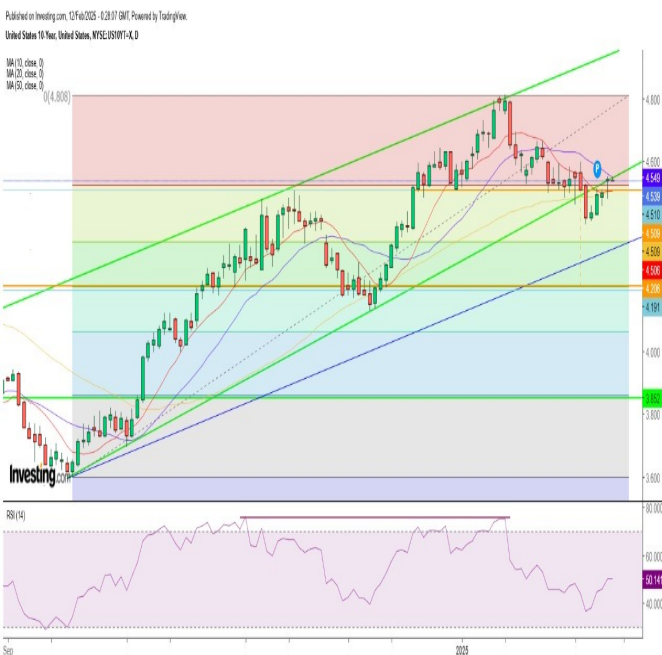 Published on Investing.com, 12/Feb/2025 - 0:28:07 GMT, Powered by TradingView.
United States 10-Year, United States, NYSE:US10YT=X, D
MA (10, close, 0)
MA (20, close, 0)
MA (50, close, 0)
0(4.808)
4.800
4.600
P
4.549
4.539
4.510
4.509
4.509
4.506
4.206
4.191
4.000
3.852
3.800
3.600
Investing.com
RSI (14)
80.000
60.000
50.141
40.000
Sep
2025